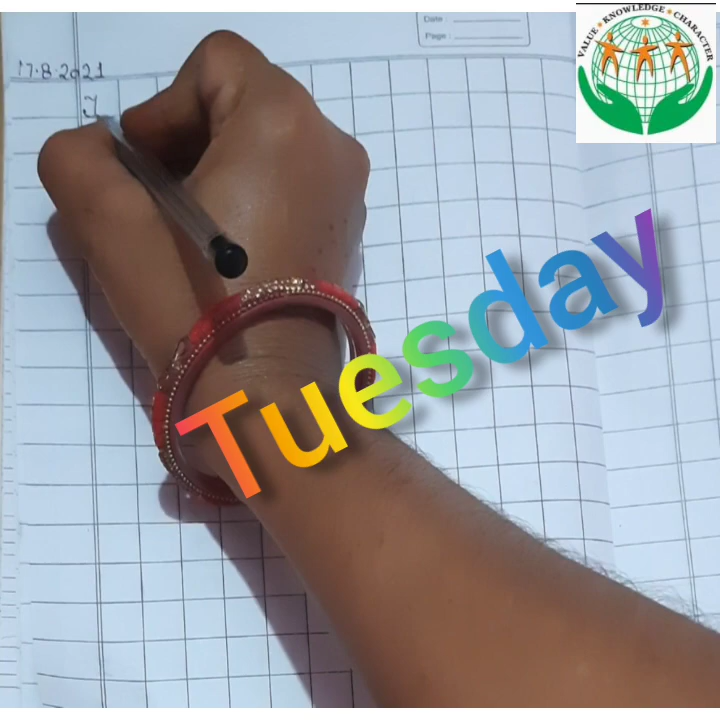 Date :
Page :
VALUE * KNOWLEDGE * CHARACTER
17.8.2021
Tuesday